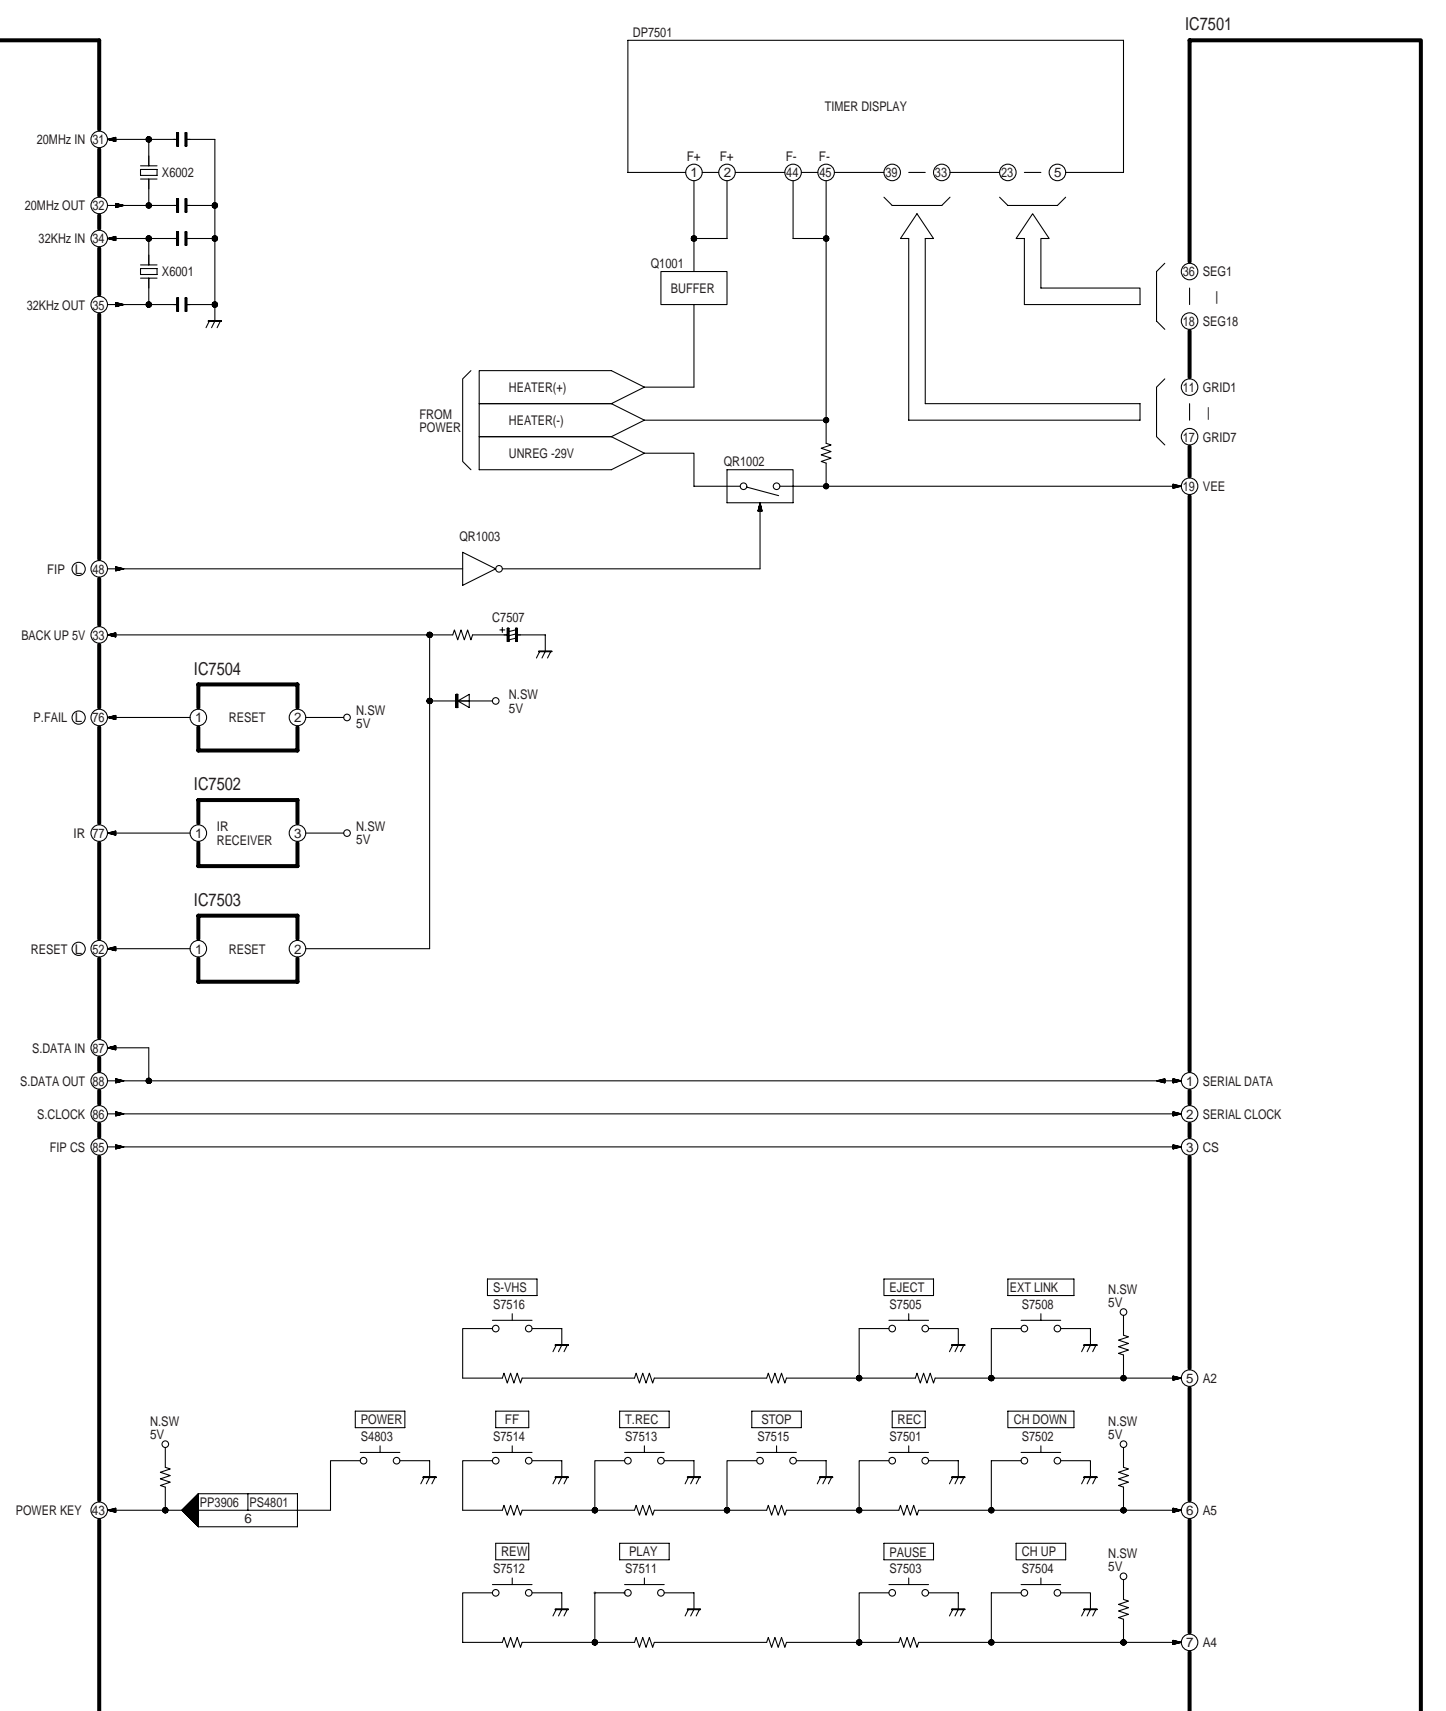 IC7501
DP7501
TIMER DISPLAY
F+ F+ F- F-
1 2 44 45 39 — 33 23 — 5
20MHz IN 31
X6002
20MHz OUT 32
32KHz IN 34
X6001
32KHz OUT 35
Q1001
BUFFER
36 SEG1
18 SEG18
11 GRID1
17 GRID7
FROM
POWER
HEATER(+)
HEATER(-)
UNREG -29V
QR1002
19 VEE
QR1003
FIP L 48
C7507
+
BACK UP 5V 33
IC7504
P.FAIL L 76
1 RESET 2
N.SW
5V
N.SW
5V
IC7502
IR 77
1 IR
RECEIVER 3
N.SW
5V
IC7503
RESET L 52
1 RESET 2
S.DATA IN 87
S.DATA OUT 88
1 SERIAL DATA
S.CLOCK 86
2 SERIAL CLOCK
FIP CS 85
3 CS
S-VHS
S7516
EJECT
S7505
EXT LINK
S7508
N.SW
5V
5 A2
N.SW
5V
POWER
S4803
FF
S7514
T.REC
S7513
STOP
S7515
REC
S7501
CH DOWN
S7502
N.SW
5V
POWER KEY 43
PP3906 PS4801
6
6 A5
REW
S7512
PLAY
S7511
PAUSE
S7503
CH UP
S7504
N.SW
5V
7 A4